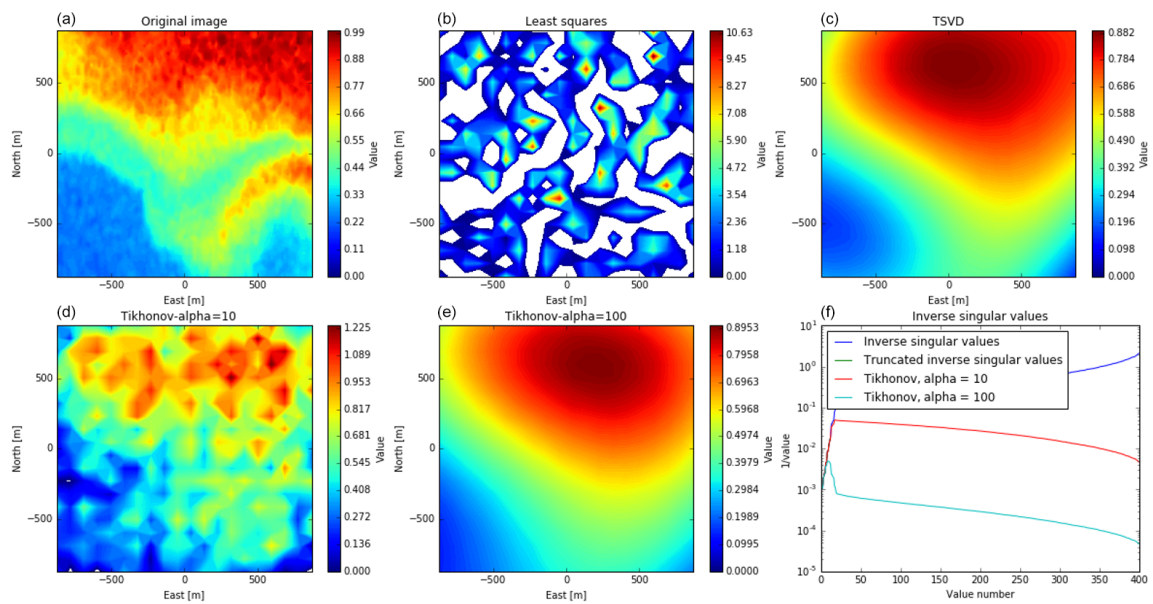 (a) Original image
0.99
0.88
0.77
0.66
0.55
0.44
0.33
0.22
0.11
0.00
Value
500
0
−500
North [m]
−500 0 500
East [m]
(b) Least squares
10.63
9.45
8.27
7.08
5.90
4.72
3.54
2.36
1.18
0.00
Value
500
0
−500
North [m]
−500 0 500
East [m]
(c) TSVD
0.882
0.784
0.686
0.588
0.490
0.392
0.294
0.196
0.098
0.000
Value
500
0
−500
North [m]
−500 0 500
East [m]
(d) Tikhonov-alpha=10
1.225
1.089
0.953
0.817
0.681
0.544
0.408
0.272
0.136
0.000
Value
500
0
−500
North [m]
−500 0 500
East [m]
(e) Tikhonov-alpha=100
0.8953
0.7958
0.6963
0.5968
0.4974
0.3979
0.2984
0.1989
0.0995
0.0000
Value
500
0
−500
North [m]
−500 0 500
East [m]
(f) Inverse singular values
Inverse singular values
Truncated inverse singular values
Tikhonov, alpha = 10
Tikhonov, alpha = 100
10^1
10^0
10^-1
10^-2
10^-3
10^-4
10^-5
1/value
0 50 100 150 200 250 300 350 400
Value number